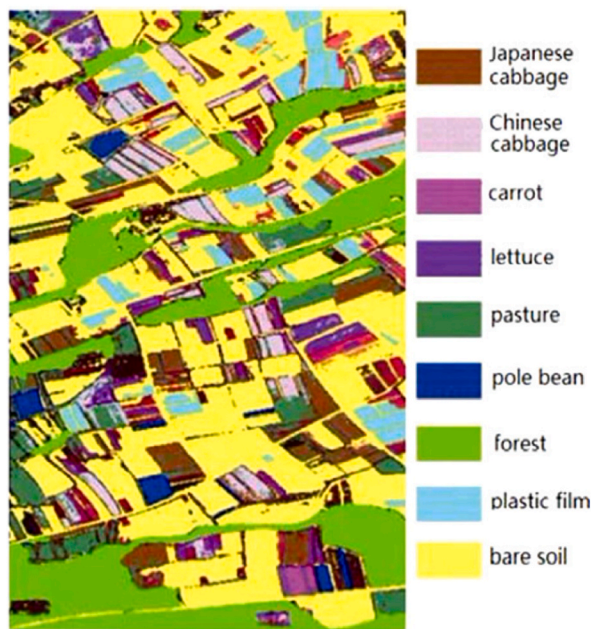 Japanese
cabbage
Chinese
cabbage
carrot
lettuce
pasture
pole bean
forest
plastic film
bare soil